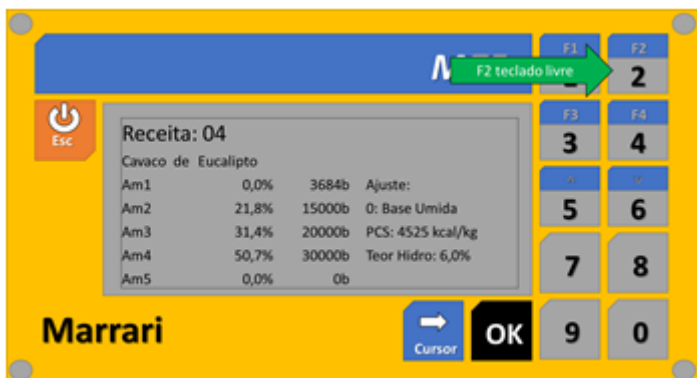 F1
F2
F2 teclado livre
2
Esc
F3
F4
3
4
Receita: 04
Cavaco de Eucalipto
Am1 0,0% 3684b Ajuste:
Am2 21,8% 15000b 0: Base Umida
Am3 31,4% 20000b PCS: 4525 kcal/kg
Am4 50,7% 30000b Teor Hidro: 6,0%
Am5 0,0% 0b
5
6
7
8
Marrari
Cursor
OK
9
0